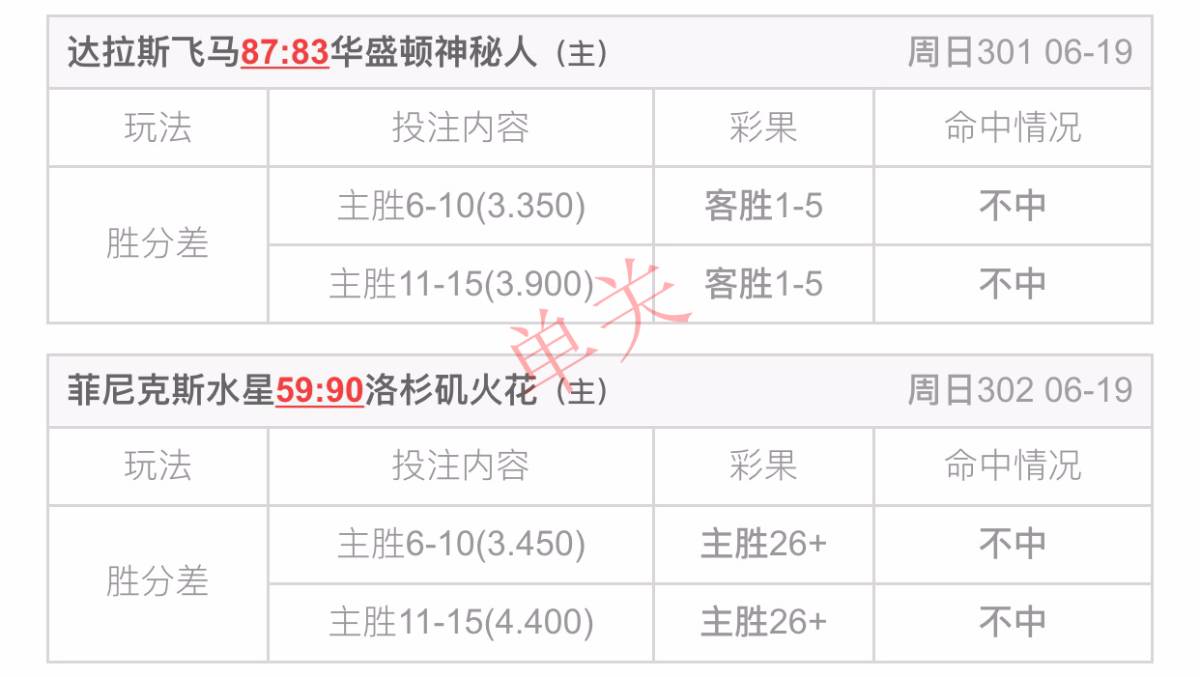 达拉斯飞马87:83华盛顿神秘人（主） 周日301 06-19
玩法 投注内容 彩果 命中情况
胜分差
主胜6-10(3.350) 客胜1-5 不中
主胜11-15(3.900) 客胜1-5 不中
单关
菲尼克斯水星59:90洛杉矶火花（主） 周日302 06-19
玩法 投注内容 彩果 命中情况
胜分差
主胜6-10(3.450) 主胜26+ 不中
主胜11-15(4.400) 主胜26+ 不中